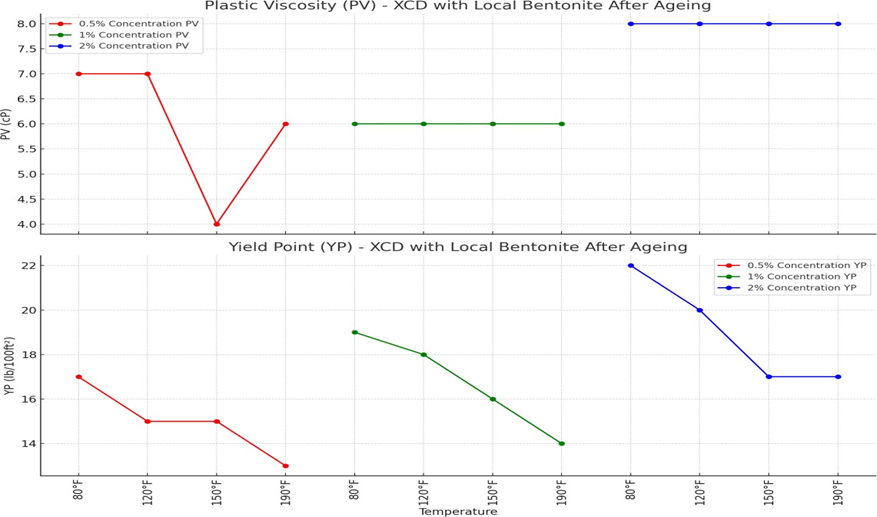 Plastic Viscosity (PV) - XCD with Local Bentonite After Ageing
0.5% Concentration PV
1% Concentration PV
2% Concentration PV
PV (cP)
8.0
7.5
7.0
6.5
6.0
5.5
5.0
4.5
4.0
Yield Point (YP) - XCD with Local Bentonite After Ageing
0.5% Concentration YP
1% Concentration YP
2% Concentration YP
YP (lb/100ft²)
22
20
18
16
14
80°F 120°F 150°F 190°F 80°F 120°F 150°F 190°F 80°F 120°F 150°F 190°F
Temperature